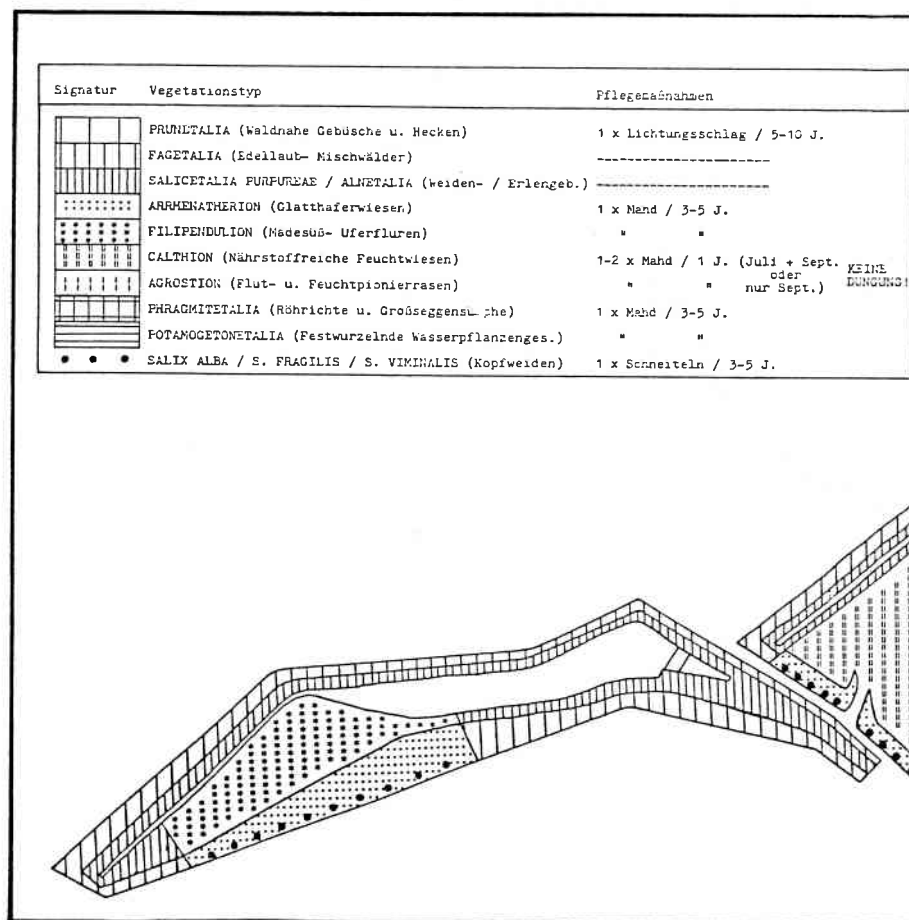 Signatur Vegetationstyp Pflegemaßnahmen
PRUNETALIA (Waldnahe Gebüsche u. Hecken) 1 x Lichtungsschlag / 5-10 J.
FAGETALIA (Edellaub- Mischwälder) ----------------------
SALICETALIA PURPUREAE / ALNETALIA (Weiden- / Erlengeb.) ----------------------
ARRHENATHERION (Glatthaferwiesen) 1 x Mahd / 3-5 J.
FILIPENDULION (Mädesüß- Uferfluren) " "
CALTHION (Nährstoffreiche Feuchtwiesen) 1-2 x Mahd / 1 J. (Juli + Sept. KEINE
oder DÜNGUNG!
AGROSTION (Flut- u. Feuchtpionierrasen) " " nur Sept.)
PHRAGMITETALIA (Röhrichte u. Großseggensümpfe) 1 x Mahd / 3-5 J.
POTAMOGETONETALIA (Festwurzelnde Wasserpflanzenges.) " "
SALIX ALBA / S. FRAGILIS / S. VIMINALIS (Kopfweiden) 1 x Schneiteln / 3-5 J.